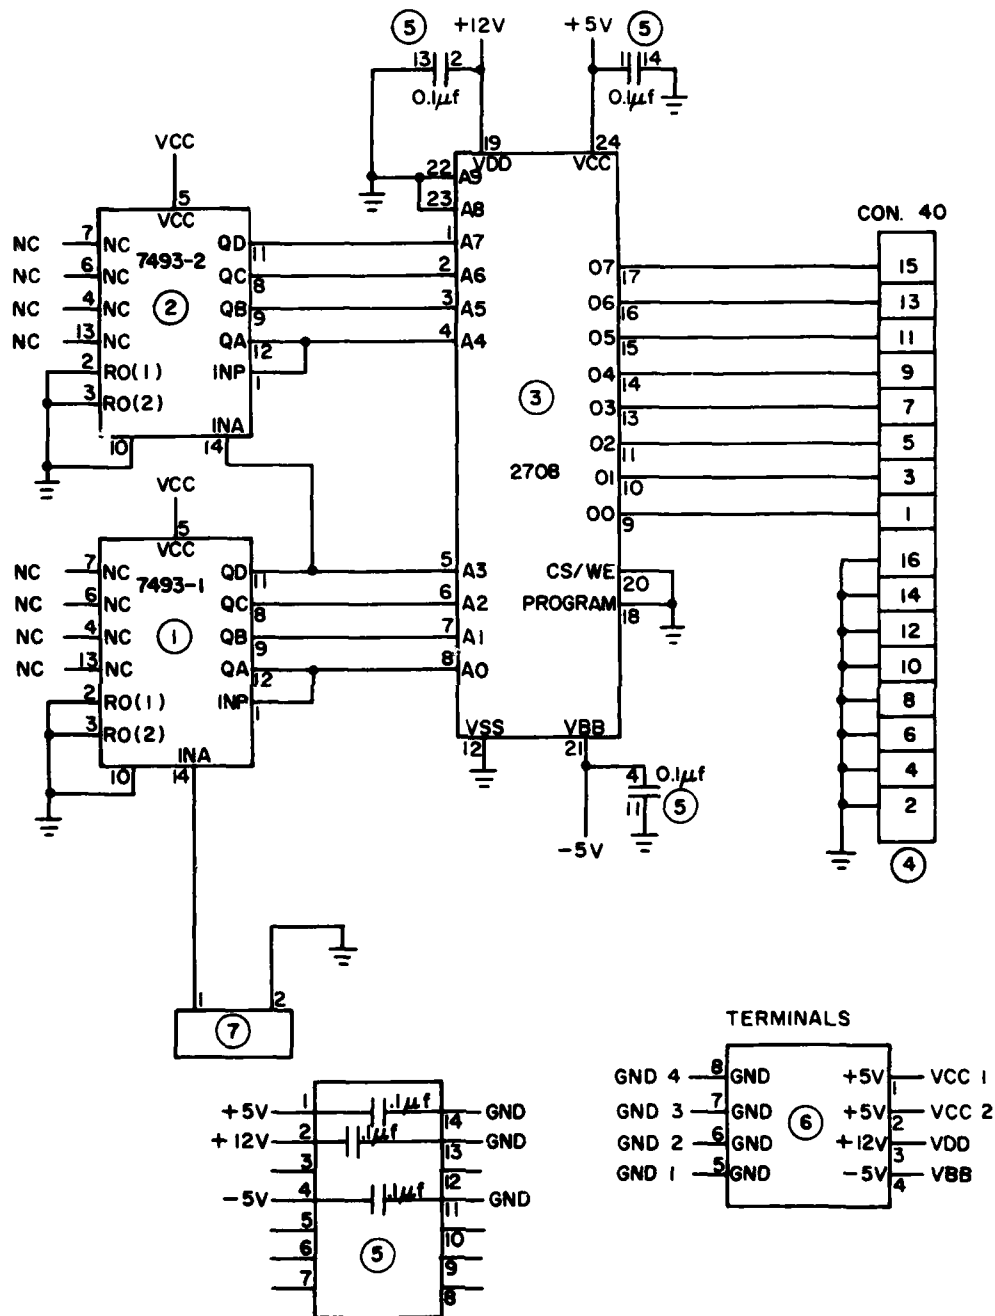 5 +12V +5V 5
13 2 1 14
0.1µf 0.1µf
19 24
VDD VCC
VCC
5
VCC
7493-2
2
NC 7 NC QD 11
NC 6 NC QC 8
NC 4 NC QB 9
NC 13 NC QA 12
2 RO(1) INP 1
3 RO(2)
INA
10 14
VCC
5
VCC
7493-1
1
NC 7 NC QD 11
NC 6 NC QC 8
NC 4 NC QB 9
NC 13 NC QA 12
2 RO(1) INP 1
3 RO(2)
INA
10 14
22 A9
23 A8
1 A7
2 A6
3 A5
4 A4
3
2708
5 A3
6 A2
7 A1
8 A0
O7 17
O6 16
O5 15
O4 14
O3 13
O2 11
O1 10
O0 9
CS/WE 20
PROGRAM 18
VSS VBB
12 21
4 0.1µf
11 5
-5V
CON. 40
15
13
11
9
7
5
3
1
16
14
12
10
8
6
4
2
4
1 2
7
+5V 1 .1µf 14 GND
+12V 2 .1µf 13 GND
3 12
-5V 4 .1µf 11 GND
5 10
6 9
7 8
5
TERMINALS
GND 4 8 GND +5V 1 VCC 1
GND 3 7 GND +5V 2 VCC 2
GND 2 6 GND +12V 3 VDD
GND 1 5 GND -5V 4 VBB
6